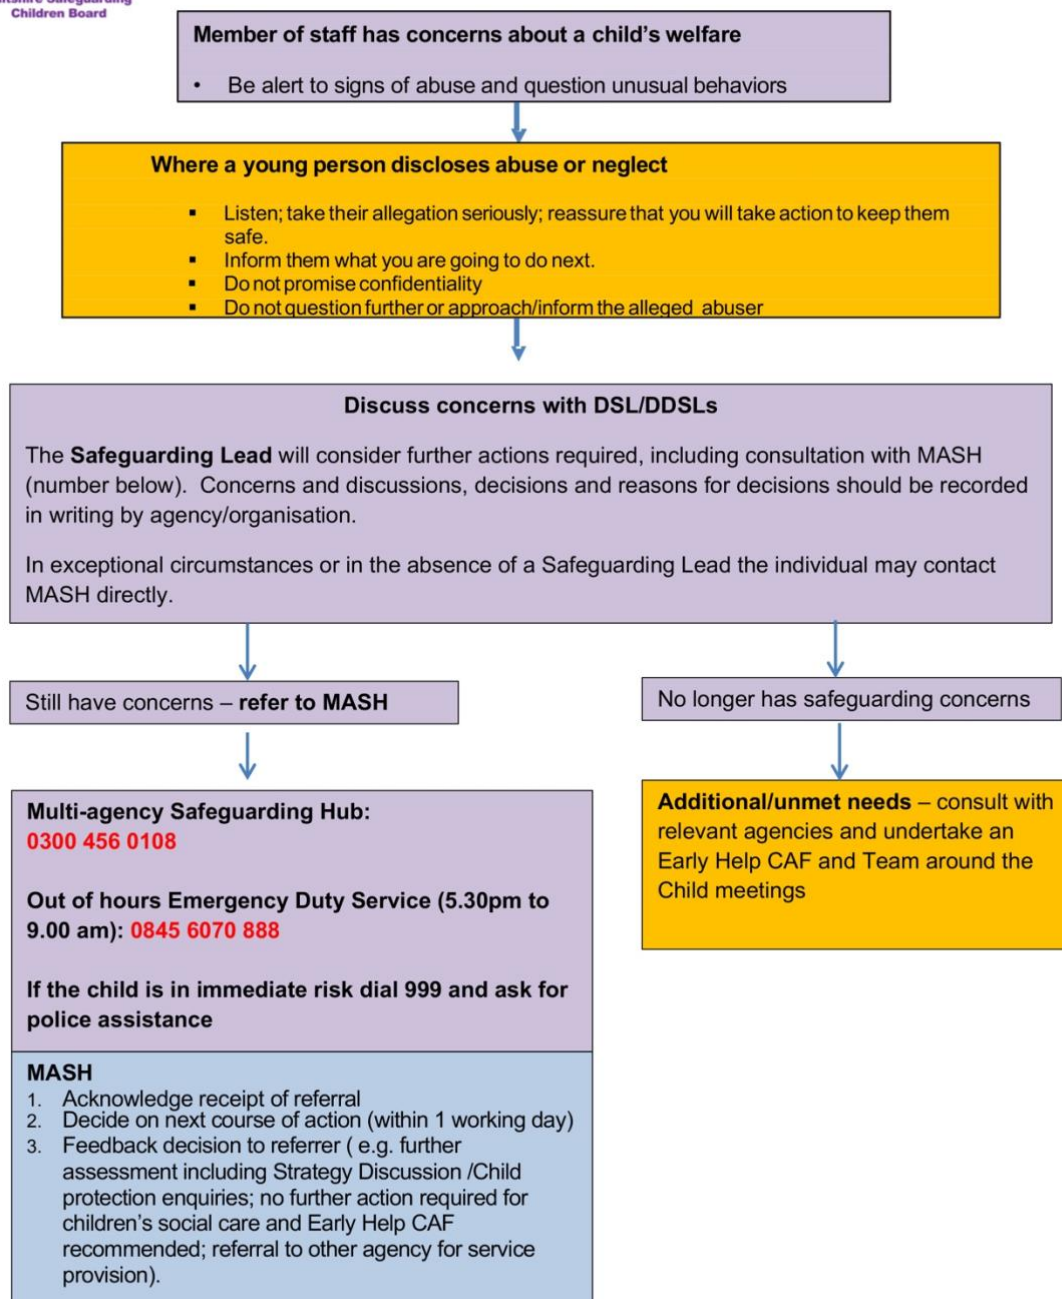 Children Board
Member of staff has concerns about a child's welfare
• Be alert to signs of abuse and question unusual behaviors
Where a young person discloses abuse or neglect
▪ Listen; take their allegation seriously; reassure that you will take action to keep them
safe.
▪ Inform them what you are going to do next.
▪ Do not promise confidentiality
▪ Do not question further or approach/inform the alleged abuser
Discuss concerns with DSL/DDSLs
The Safeguarding Lead will consider further actions required, including consultation with MASH
(number below). Concerns and discussions, decisions and reasons for decisions should be recorded
in writing by agency/organisation.
In exceptional circumstances or in the absence of a Safeguarding Lead the individual may contact
MASH directly.
Still have concerns – refer to MASH
No longer has safeguarding concerns
Multi-agency Safeguarding Hub:
0300 456 0108
Out of hours Emergency Duty Service (5.30pm to
9.00 am): 0845 6070 888
If the child is in immediate risk dial 999 and ask for
police assistance
Additional/unmet needs – consult with
relevant agencies and undertake an
Early Help CAF and Team around the
Child meetings
MASH
1. Acknowledge receipt of referral
2. Decide on next course of action (within 1 working day)
3. Feedback decision to referrer ( e.g. further
assessment including Strategy Discussion /Child
protection enquiries; no further action required for
children's social care and Early Help CAF
recommended; referral to other agency for service
provision).